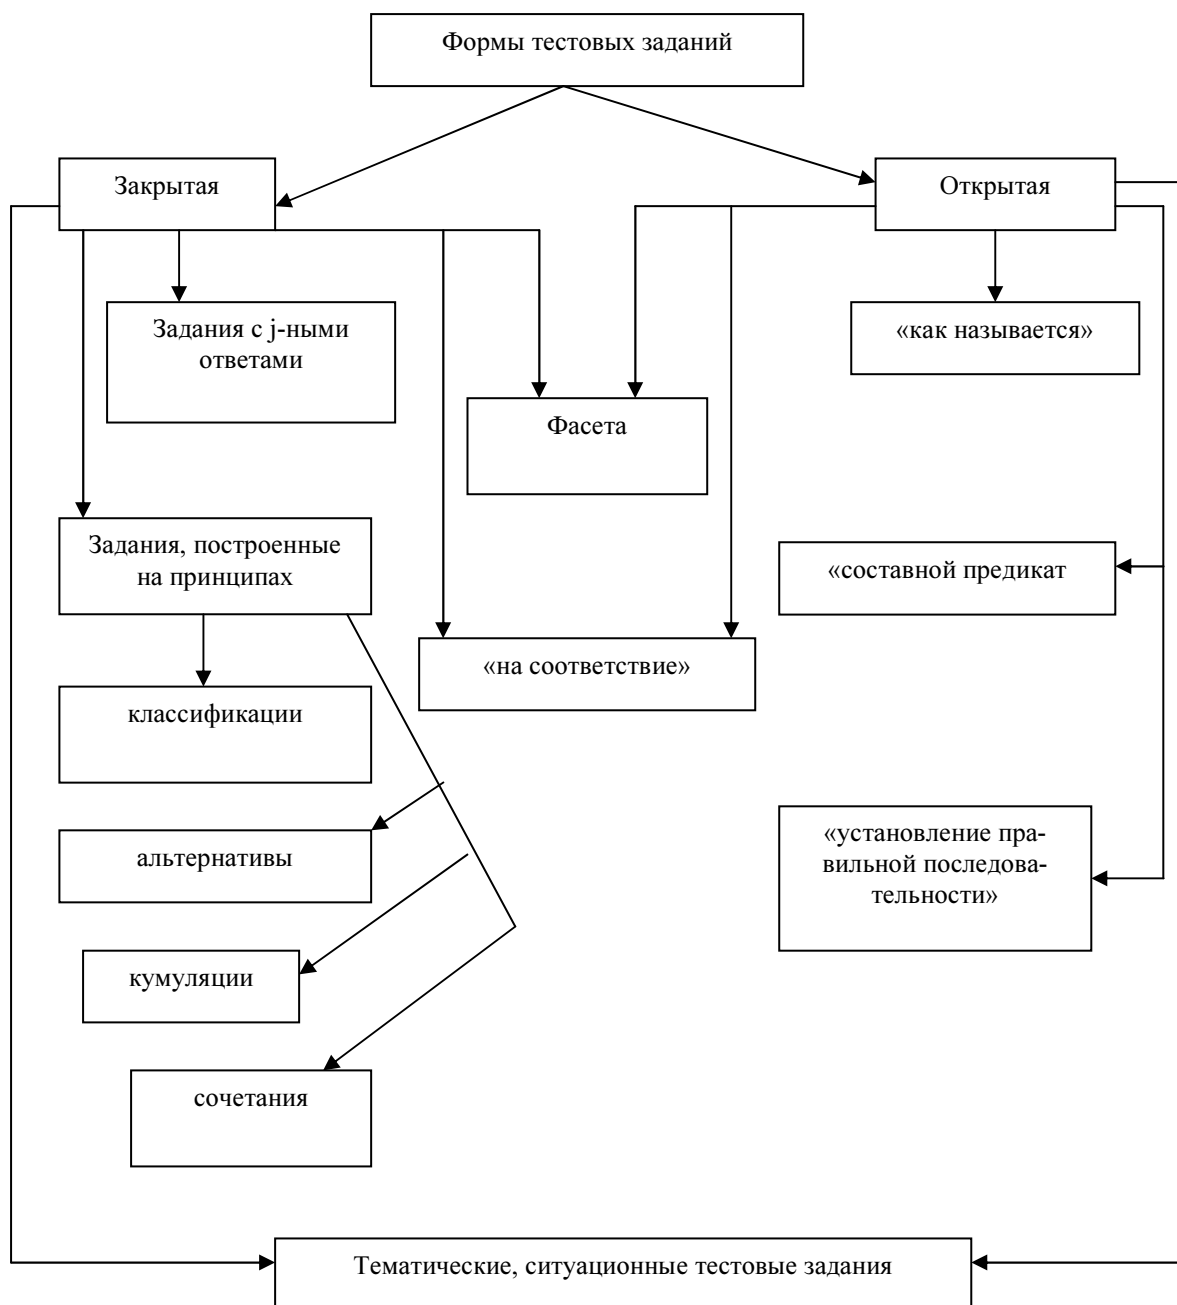 Формы тестовых заданий
Закрытая
Открытая
Задания с j-ными
ответами
«как называется»
Фасета
Задания, построенные
на принципах
«составной предикат
«на соответствие»
классификации
альтернативы
«установление пра-
вильной последова-
тельности»
кумуляции
сочетания
Тематические, ситуационные тестовые задания